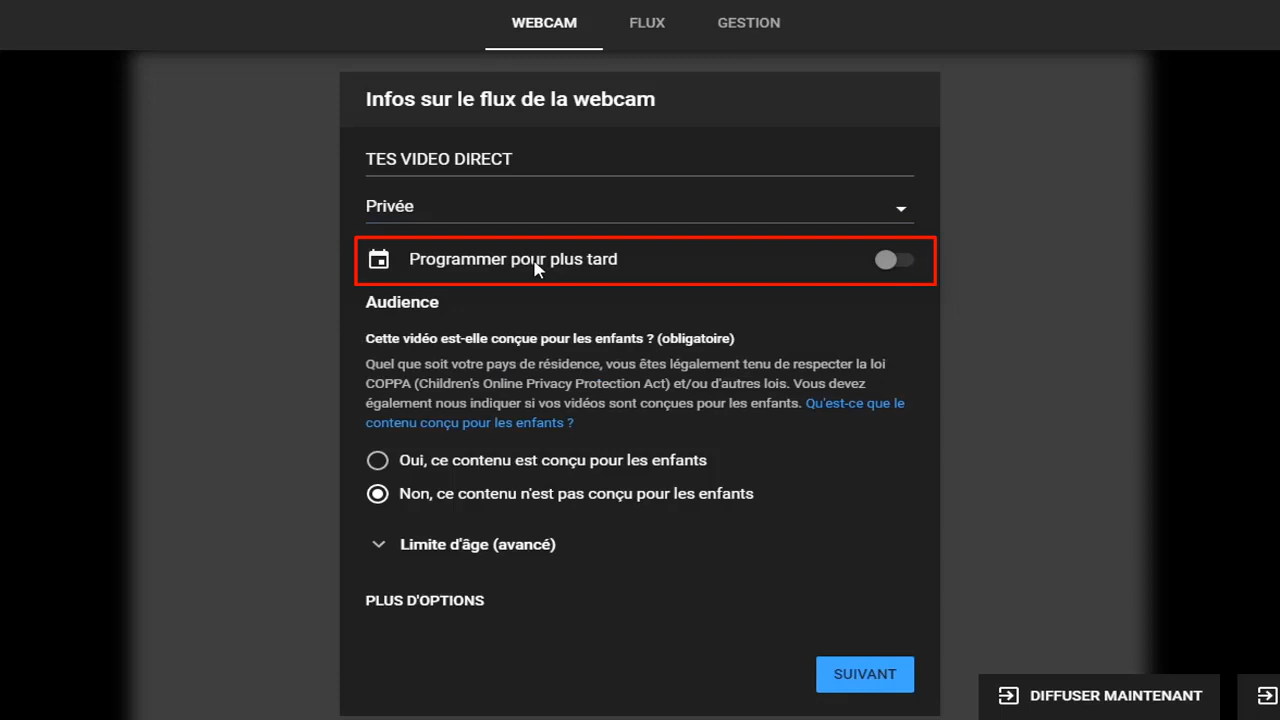 WEBCAM FLUX GESTION
Infos sur le flux de la webcam
TES VIDEO DIRECT
Privée
Programmer pour plus tard
Audience
Cette vidéo est-elle conçue pour les enfants ? (obligatoire)
Quel que soit votre pays de résidence, vous êtes légalement tenu de respecter la loi
COPPA (Children's Online Privacy Protection Act) et/ou d'autres lois. Vous devez
également nous indiquer si vos vidéos sont conçues pour les enfants. Qu'est-ce que le
contenu conçu pour les enfants ?
Oui, ce contenu est conçu pour les enfants
Non, ce contenu n'est pas conçu pour les enfants
Limite d'âge (avancé)
PLUS D'OPTIONS
SUIVANT
DIFFUSER MAINTENANT